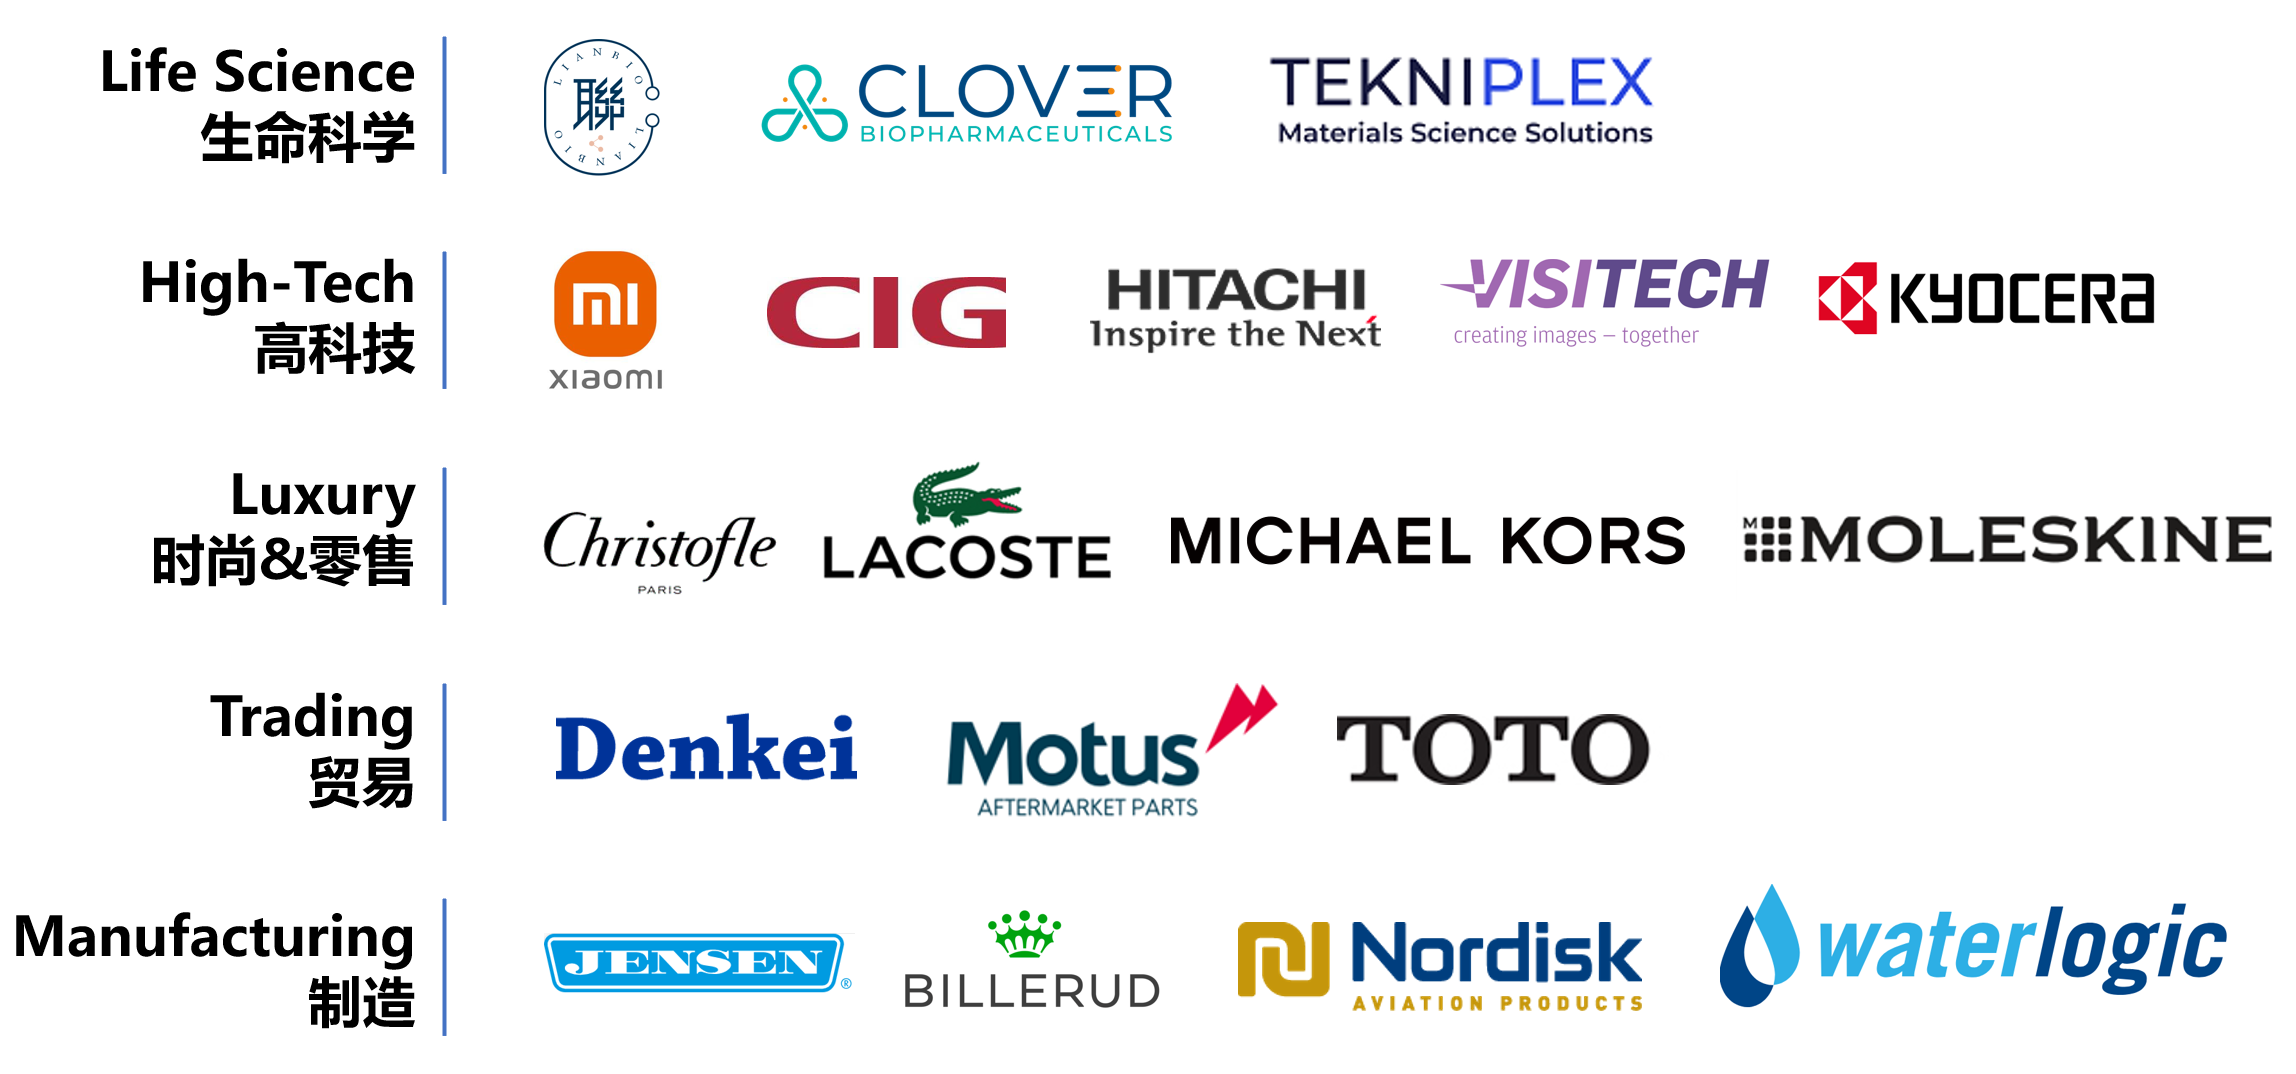 Life Science
生命科学
LIANBIO
聯
LIANBIO
CLOVER
BIOPHARMACEUTICALS
TEKNIPLEX
Materials Science Solutions
High-Tech
高科技
mi
xiaomi
CIG
HITACHI
Inspire the Next
VISITECH
creating images – together
KYOCERA
Luxury
时尚&零售
Christofle
PARIS
LACOSTE
MICHAEL KORS
M
MOLESKINE
Trading
贸易
Denkei
Motus
AFTERMARKET PARTS
TOTO
Manufacturing
制造
JENSEN®
BILLERUD
Nordisk
AVIATION PRODUCTS
waterlogic